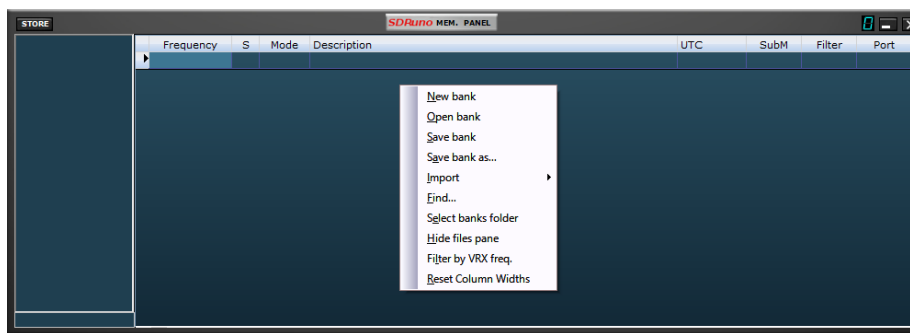 STORE
SDRuno MEM. PANEL
0
Frequency S Mode Description UTC SubM Filter Port
New bank
Open bank
Save bank
Save bank as...
Import
Find...
Select banks folder
Hide files pane
Filter by VRX freq.
Reset Column Widths